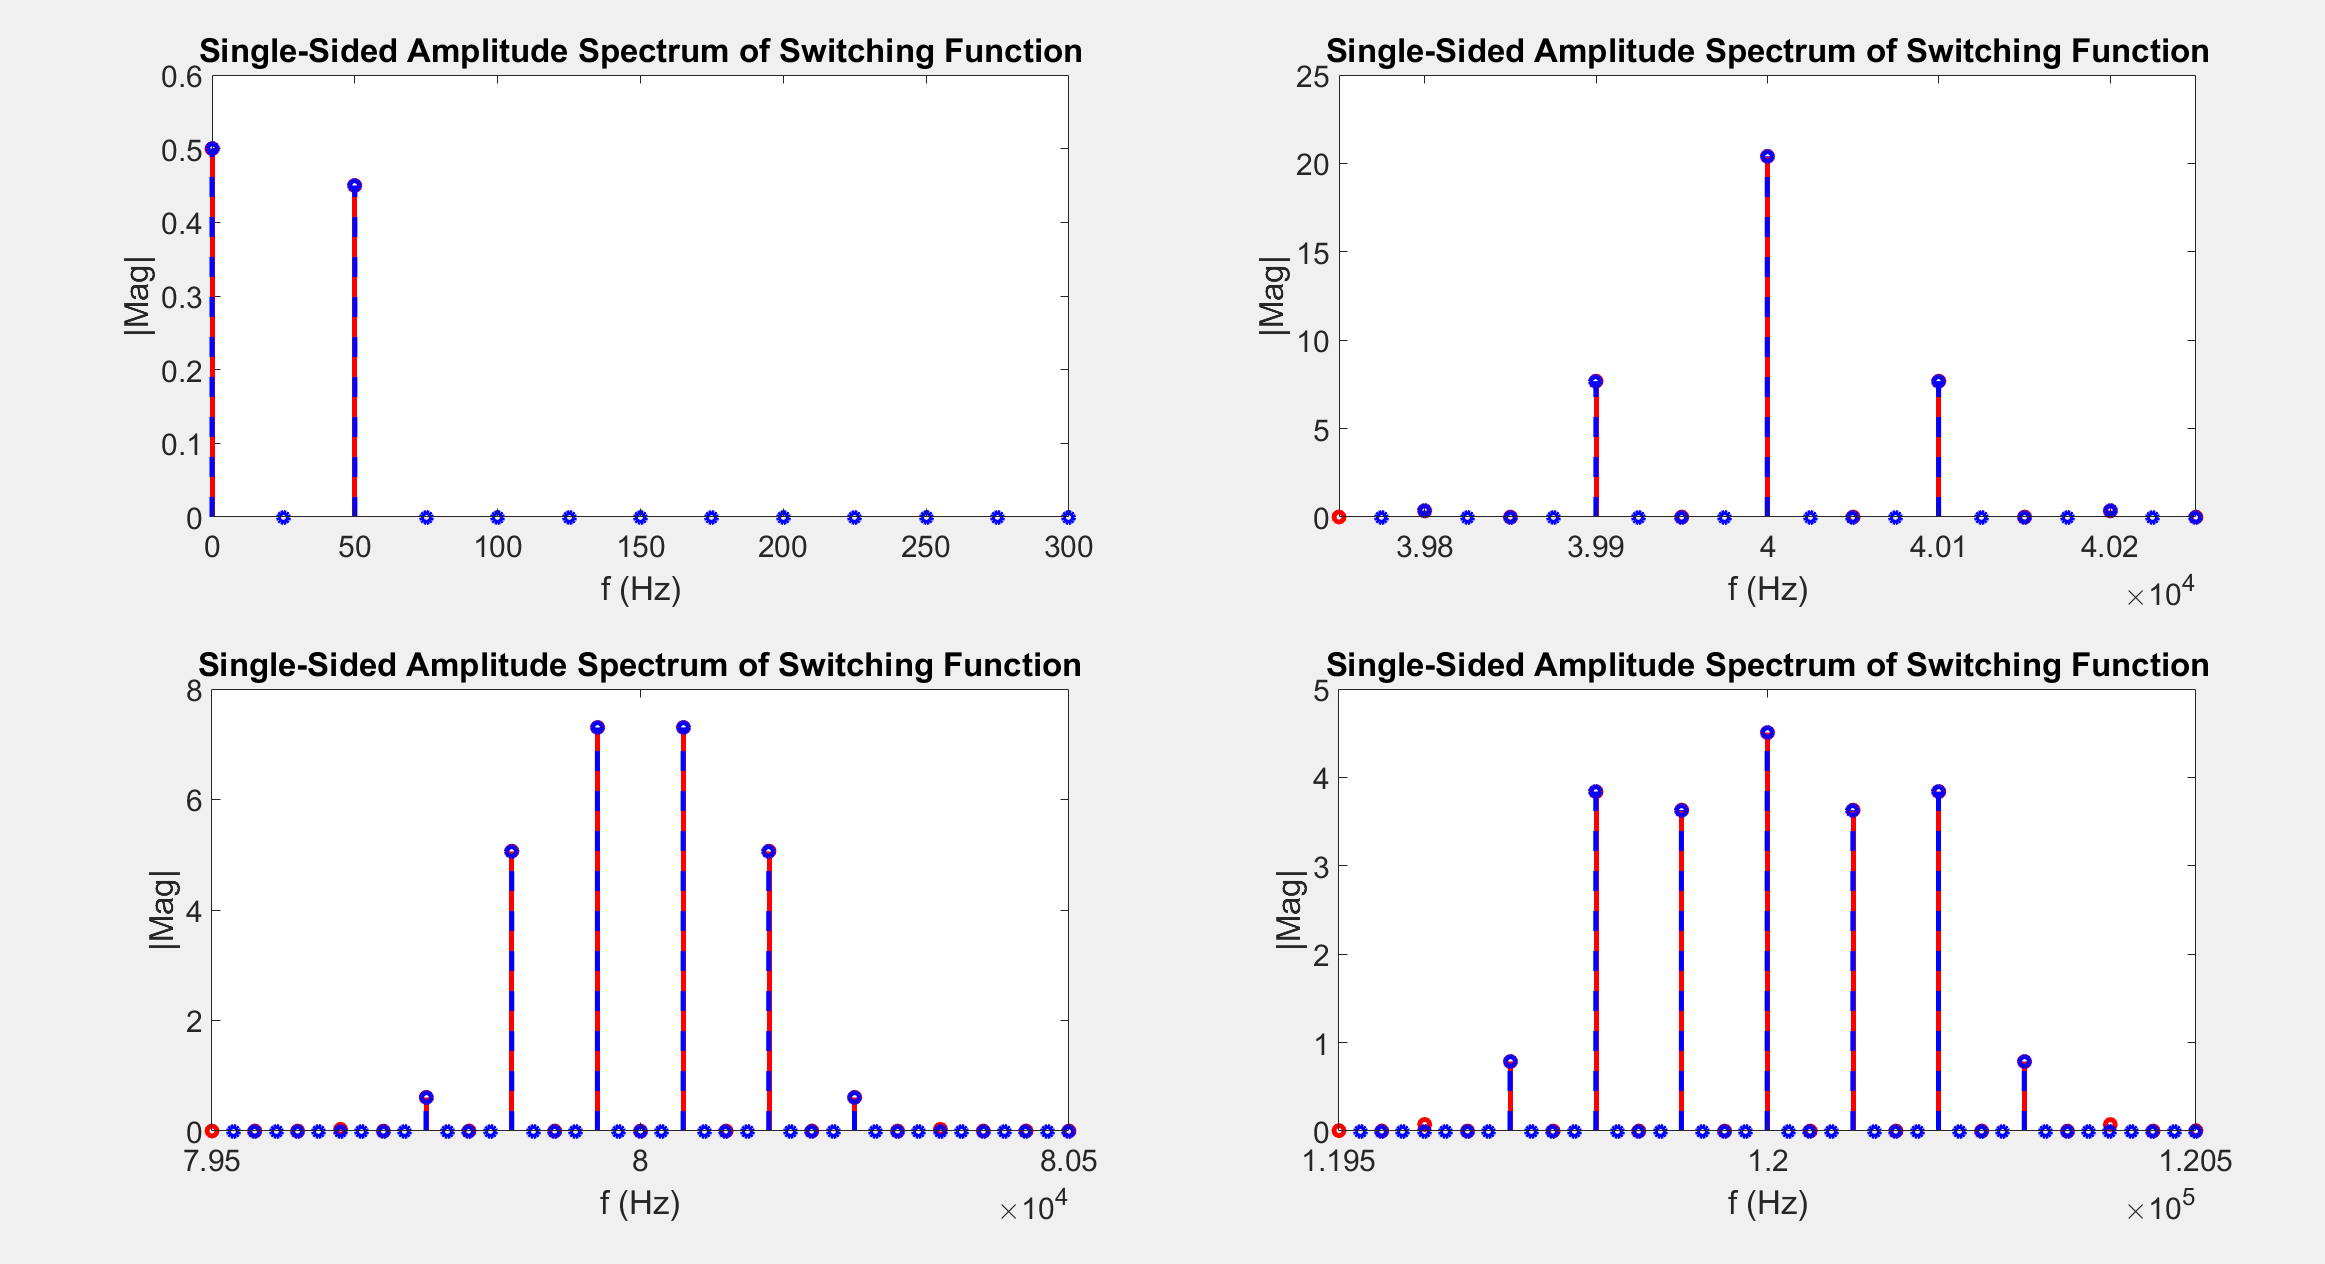 Single-Sided Amplitude Spectrum of Switching Function
0.6
0.5
0.4
0.3
0.2
0.1
0
|Mag|
0 50 100 150 200 250 300
f (Hz)
Single-Sided Amplitude Spectrum of Switching Function
25
20
15
10
5
0
|Mag|
3.98 3.99 4 4.01 4.02
f (Hz)
×10^4
Single-Sided Amplitude Spectrum of Switching Function
8
6
4
2
0
|Mag|
7.95 8 8.05
f (Hz)
×10^4
Single-Sided Amplitude Spectrum of Switching Function
5
4
3
2
1
0
|Mag|
1.195 1.2 1.205
f (Hz)
×10^5